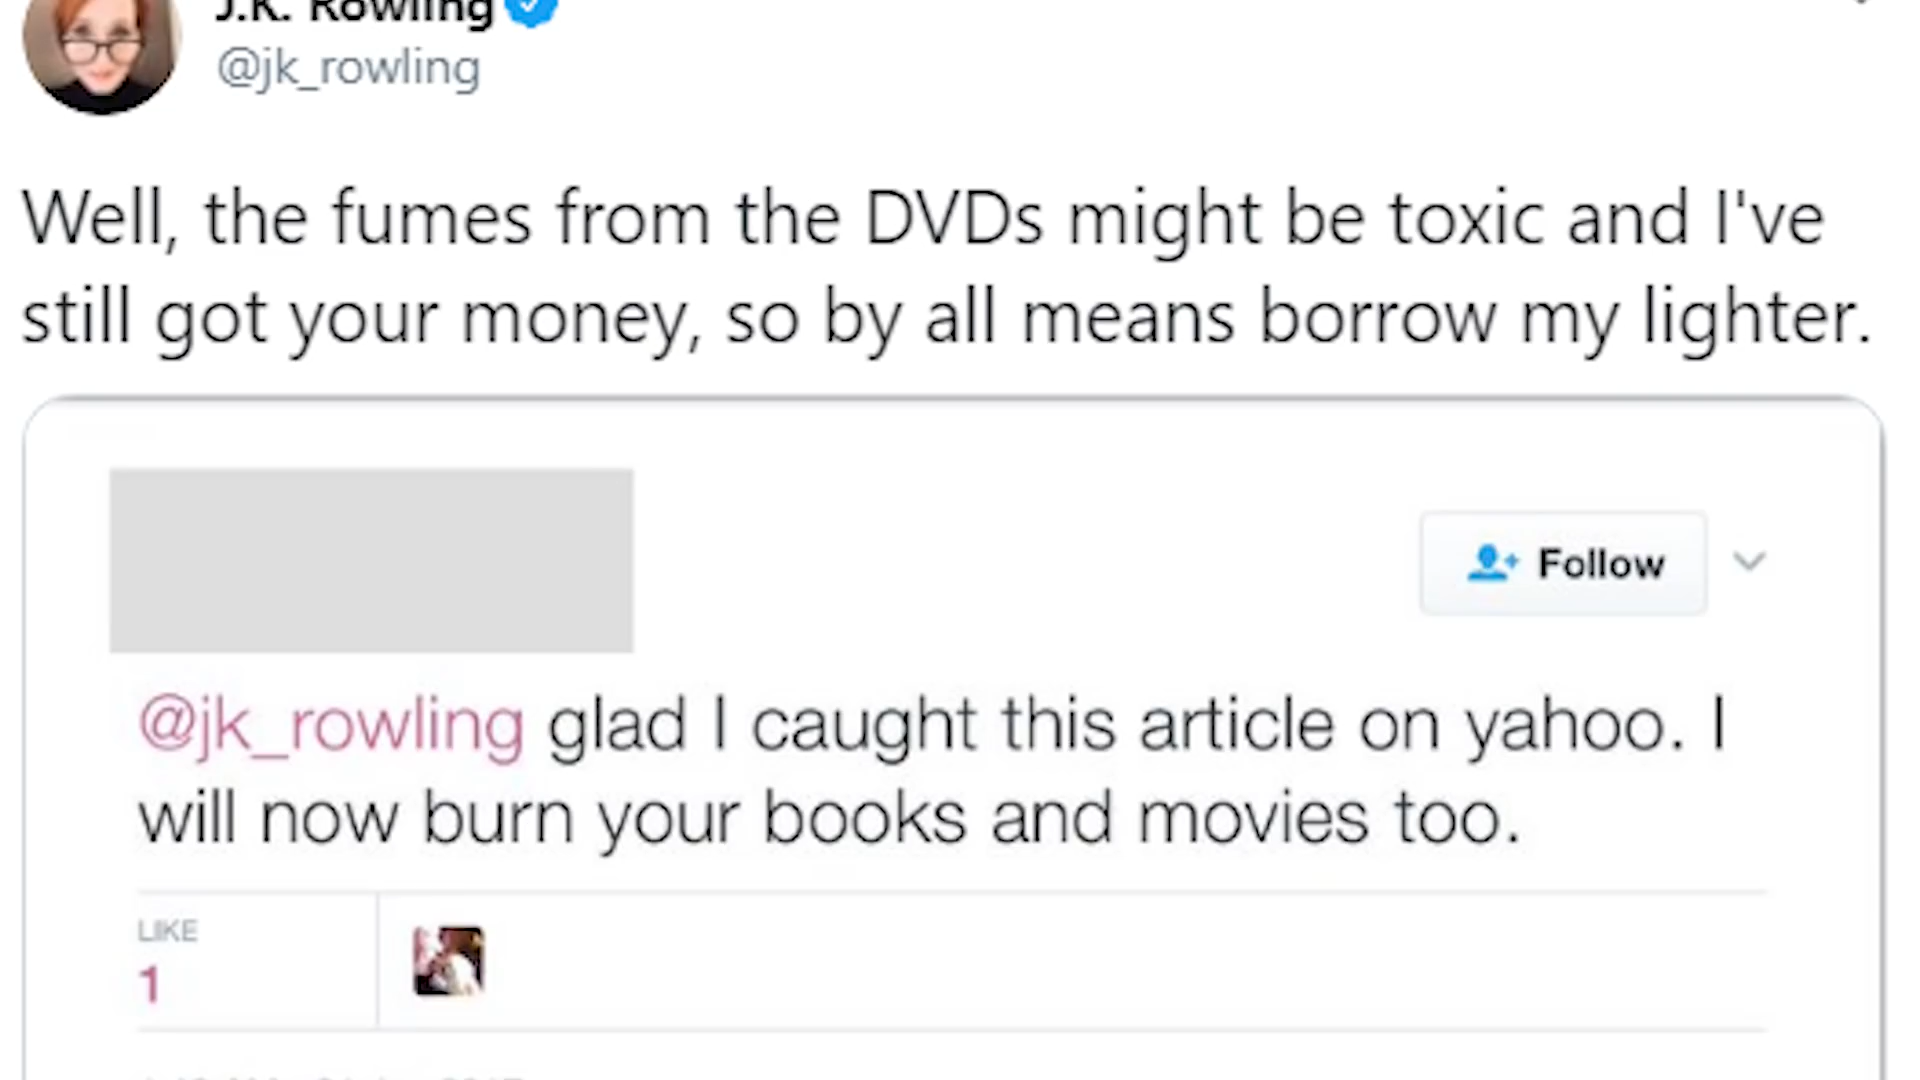 J.K. Rowling
@jk_rowling
Well, the fumes from the DVDs might be toxic and I've
still got your money, so by all means borrow my lighter.
Follow
@jk_rowling glad I caught this article on yahoo. I
will now burn your books and movies too.
LIKE
1